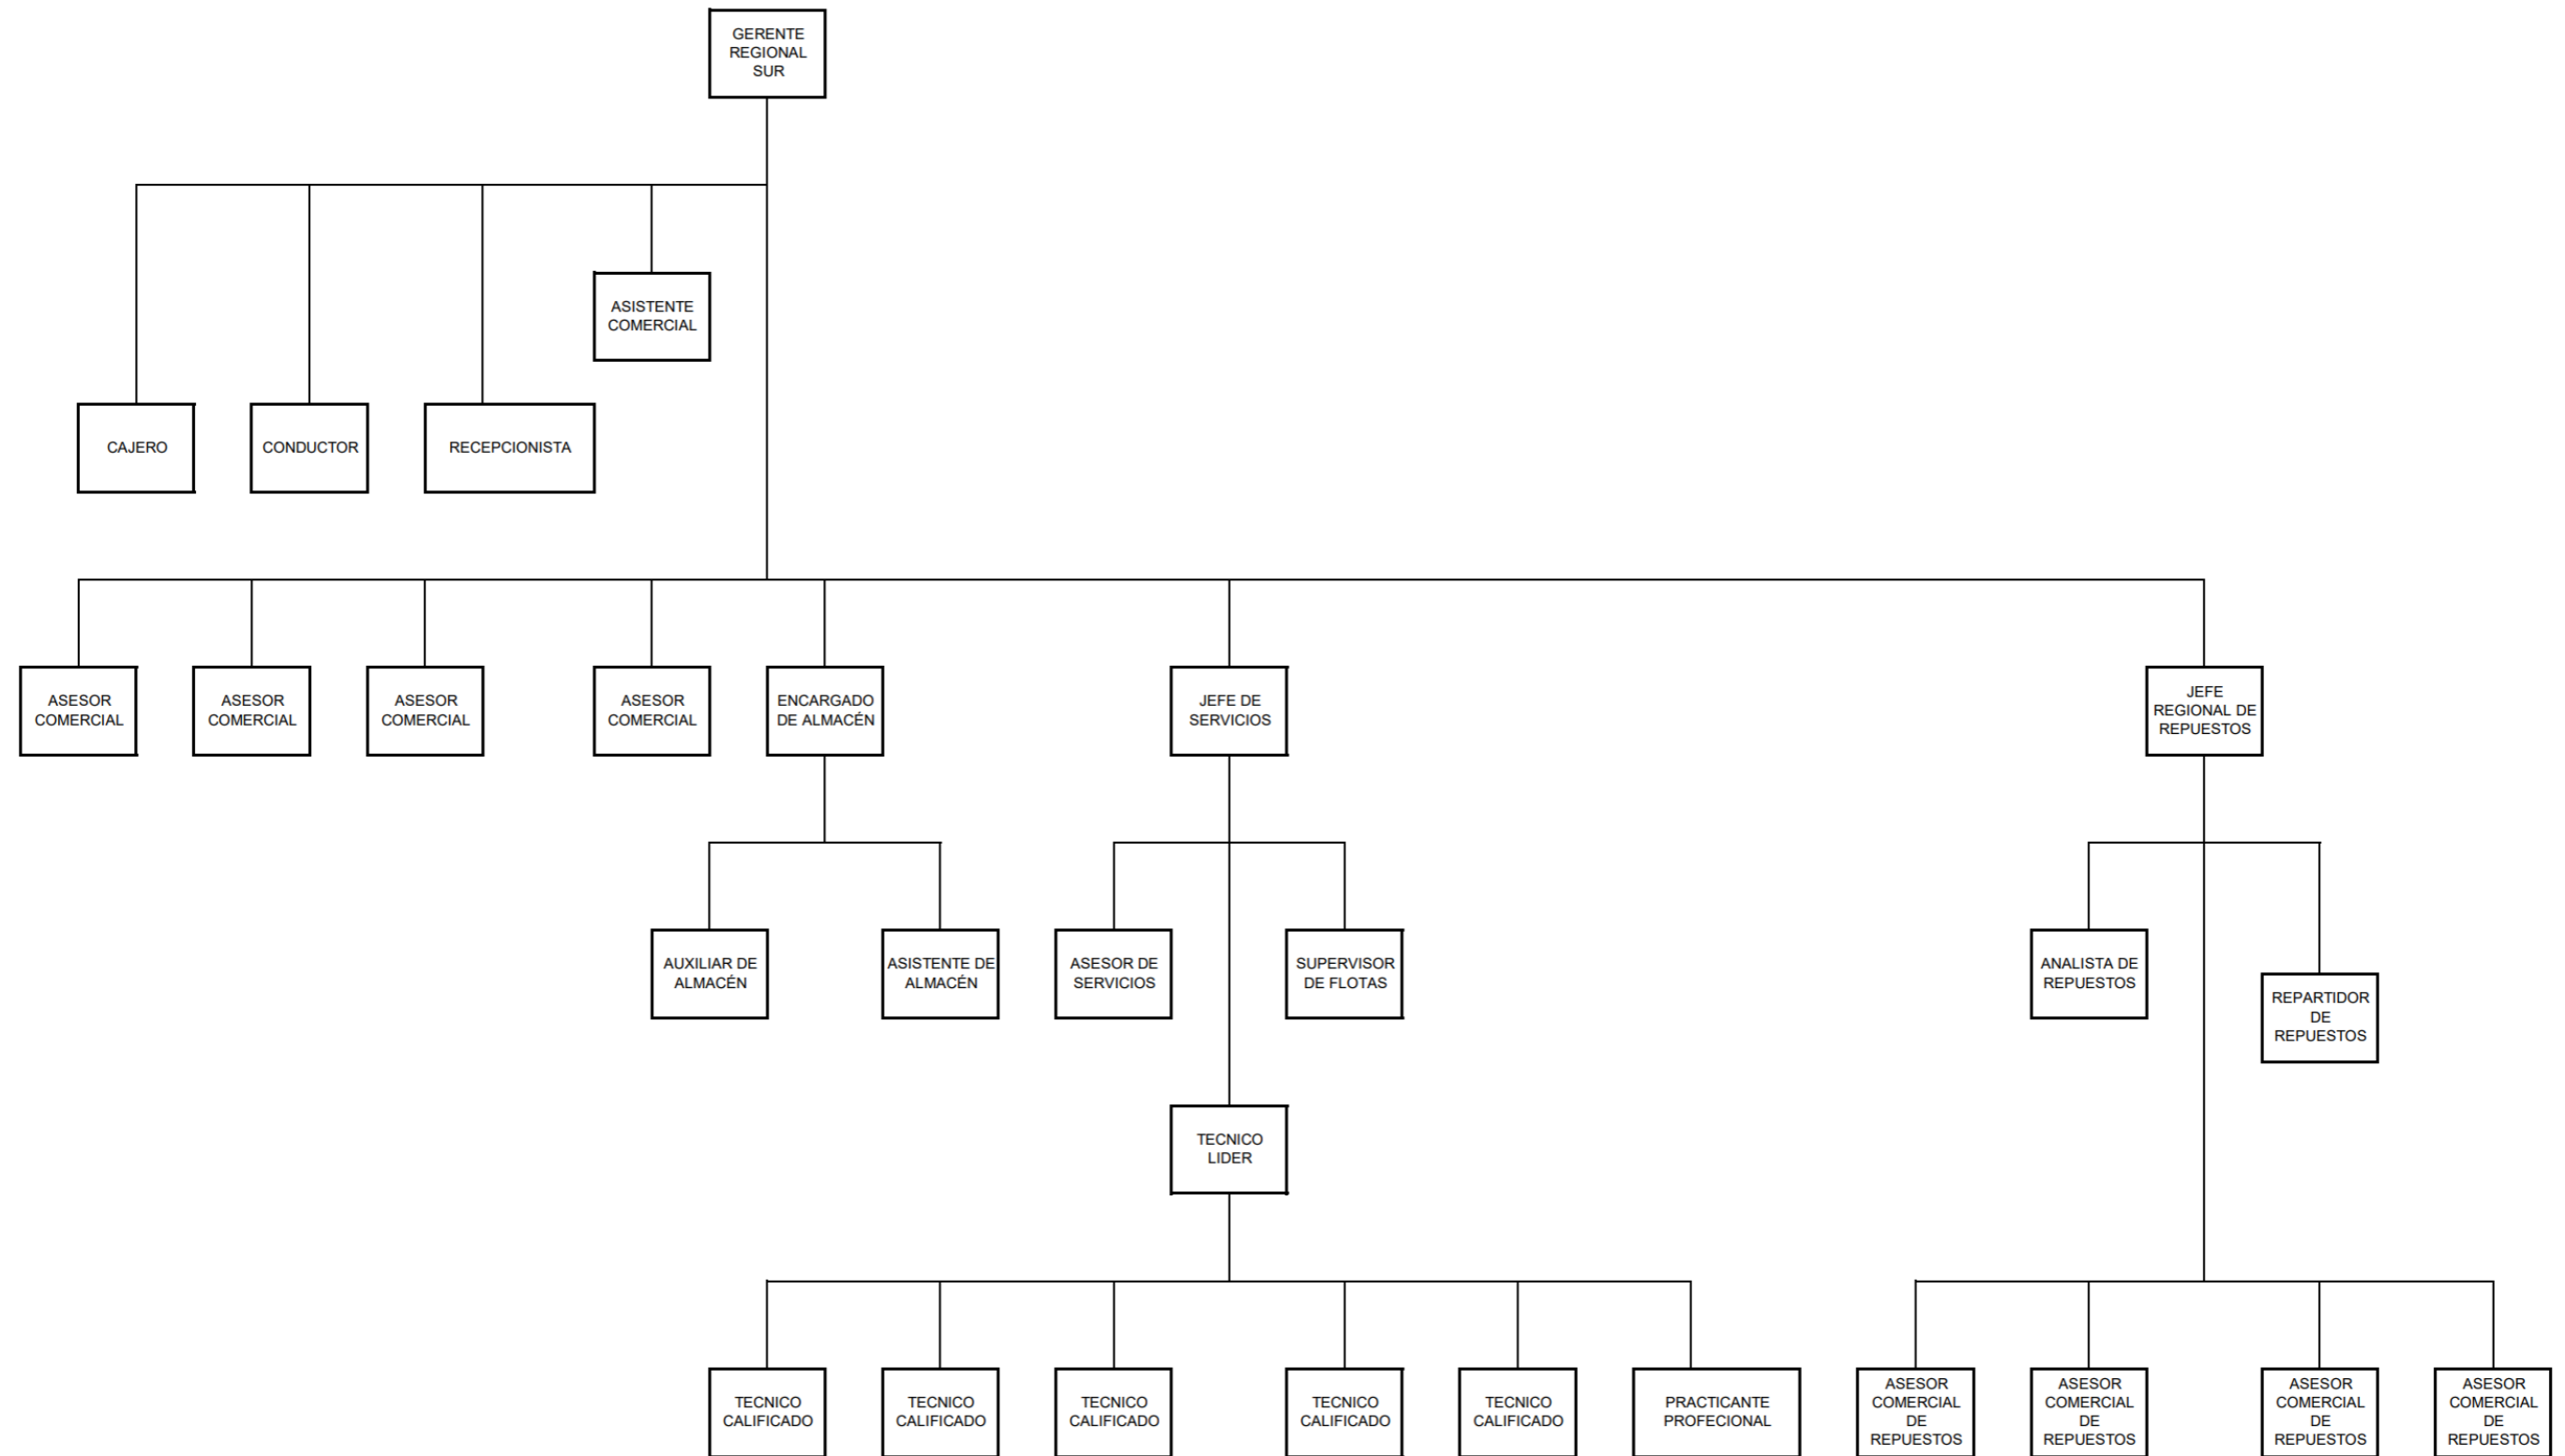 GERENTE
REGIONAL
SUR
ASISTENTE
COMERCIAL
CAJERO
CONDUCTOR
RECEPCIONISTA
ASESOR
COMERCIAL
ASESOR
COMERCIAL
ASESOR
COMERCIAL
ASESOR
COMERCIAL
ENCARGADO
DE ALMACÉN
JEFE DE
SERVICIOS
JEFE
REGIONAL DE
REPUESTOS
AUXILIAR DE
ALMACÉN
ASISTENTE DE
ALMACÉN
ASESOR DE
SERVICIOS
SUPERVISOR
DE FLOTAS
ANALISTA DE
REPUESTOS
REPARTIDOR
DE
REPUESTOS
TECNICO
LIDER
TECNICO
CALIFICADO
TECNICO
CALIFICADO
TECNICO
CALIFICADO
TECNICO
CALIFICADO
TECNICO
CALIFICADO
PRACTICANTE
PROFECIONAL
ASESOR
COMERCIAL
DE
REPUESTOS
ASESOR
COMERCIAL
DE
REPUESTOS
ASESOR
COMERCIAL
DE
REPUESTOS
ASESOR
COMERCIAL
DE
REPUESTOS